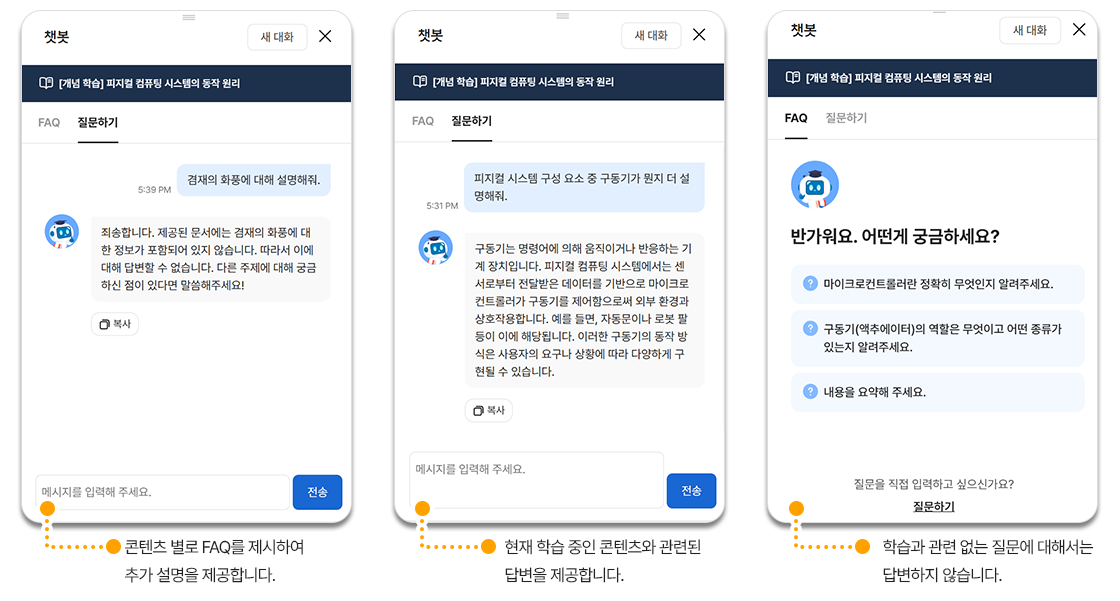 챗봇
새 대화
[개념 학습] 피지컬 컴퓨팅 시스템의 동작 원리
FAQ
질문하기
5:39 PM
겸재의 화풍에 대해 설명해줘.
죄송합니다. 제공된 문서에는 겸재의 화풍에 대
한 정보가 포함되어 있지 않습니다. 따라서 이에
대해 답변할 수 없습니다. 다른 주제에 대해 궁금
하신 점이 있다면 말씀해주세요!
복사
메시지를 입력해 주세요.
전송
콘텐츠 별로 FAQ를 제시하여
추가 설명을 제공합니다.
챗봇
새 대화
[개념 학습] 피지컬 컴퓨팅 시스템의 동작 원리
FAQ
질문하기
5:31 PM
피지컬 시스템 구성 요소 중 구동기가 뭔지 더 설
명해줘.
구동기는 명령어에 의해 움직이거나 반응하는 기
계 장치입니다. 피지컬 컴퓨팅 시스템에서는 센
서로부터 전달받은 데이터를 기반으로 마이크로
컨트롤러가 구동기를 제어함으로써 외부 환경과
상호작용합니다. 예를 들면, 자동문이나 로봇 팔
등이 이에 해당됩니다. 이러한 구동기의 동작 방
식은 사용자의 요구나 상황에 따라 다양하게 구
현될 수 있습니다.
복사
메시지를 입력해 주세요.
전송
현재 학습 중인 콘텐츠와 관련된
답변을 제공합니다.
챗봇
새 대화
[개념 학습] 피지컬 컴퓨팅 시스템의 동작 원리
FAQ
질문하기
반가워요. 어떤게 궁금하세요?
마이크로컨트롤러란 정확히 무엇인지 알려주세요.
구동기(액추에이터)의 역할은 무엇이고 어떤 종류가
있는지 알려주세요.
내용을 요약해 주세요.
질문을 직접 입력하고 싶으신가요?
질문하기
학습과 관련 없는 질문에 대해서는
답변하지 않습니다.